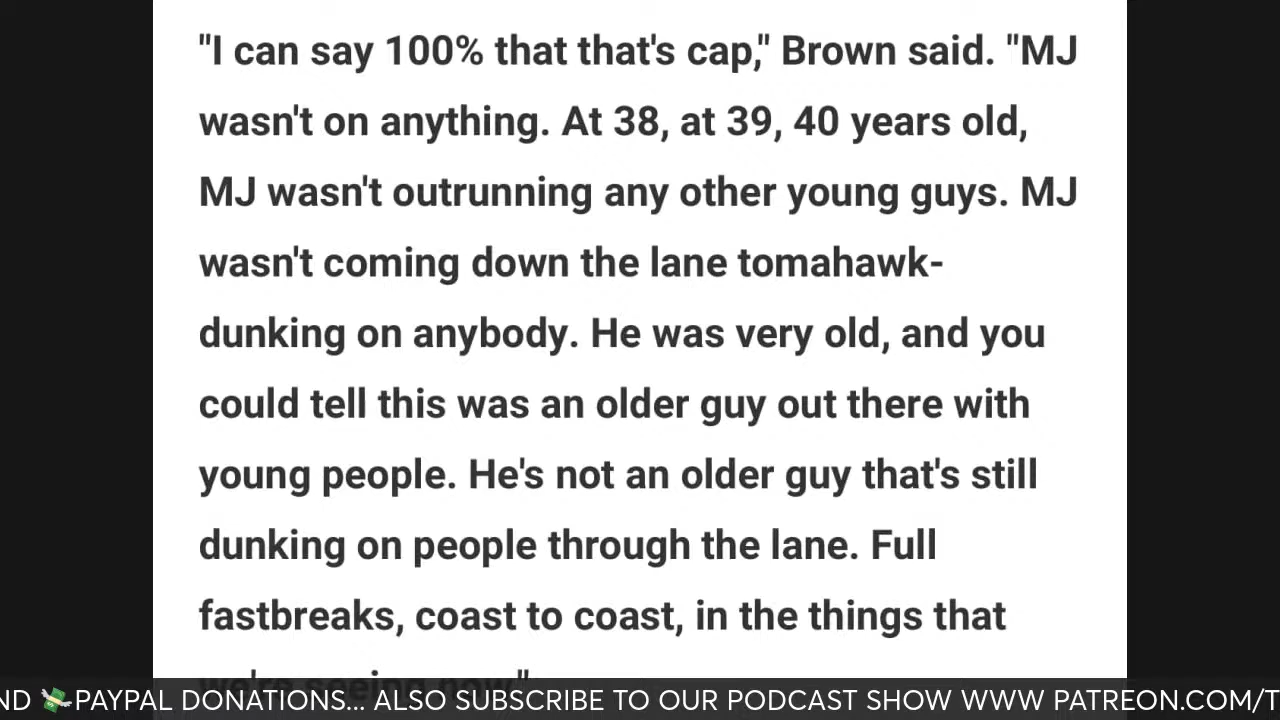 "I can say 100% that that's cap," Brown said. "MJ
wasn't on anything. At 38, at 39, 40 years old,
MJ wasn't outrunning any other young guys. MJ
wasn't coming down the lane tomahawk-
dunking on anybody. He was very old, and you
could tell this was an older guy out there with
young people. He's not an older guy that's still
dunking on people through the lane. Full
fastbreaks, coast to coast, in the things that
we're seeing now."
ND 💸PAYPAL DONATIONS... ALSO SUBSCRIBE TO OUR PODCAST SHOW WWW PATREON.COM/T